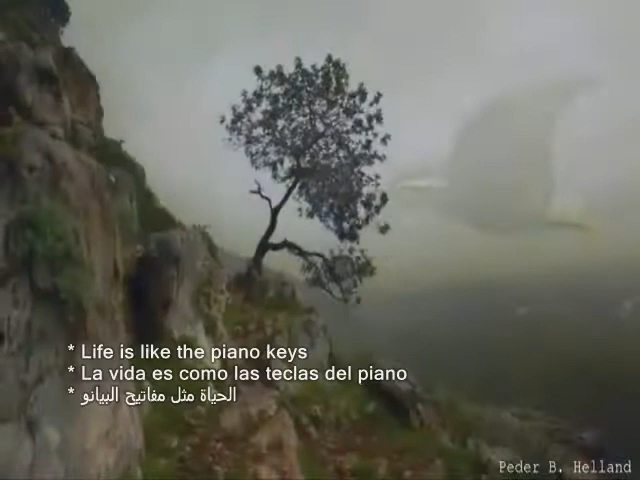 * Life is like the piano keys
* La vida es como las teclas del piano
* الحياة مثل مفاتيح البيانو
Peder B. Helland